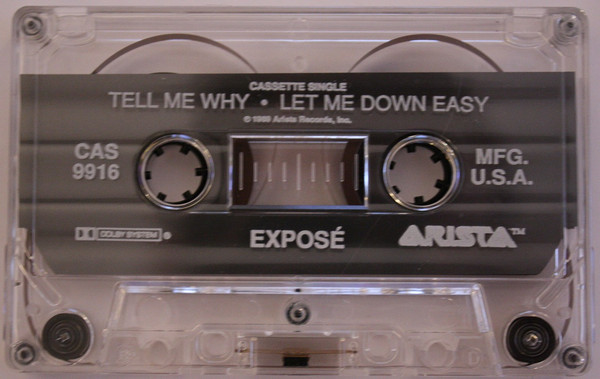 CASSETTE SINGLE
TELL ME WHY • LET ME DOWN EASY
© 1989 Arista Records, Inc.
CAS
9916
MFG.
U.S.A.
DOLBY SYSTEM ®
EXPOSÉ
ARISTA™